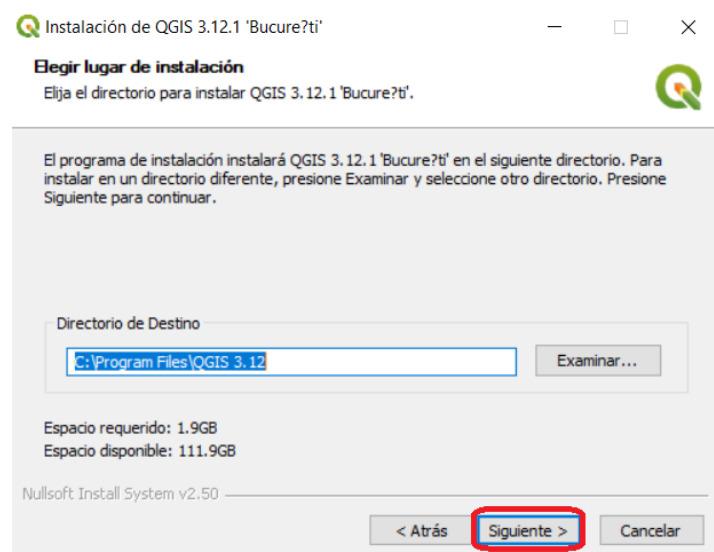 Instalación de QGIS 3.12.1 'Bucure?ti'
Elegir lugar de instalación
Elija el directorio para instalar QGIS 3.12.1 'Bucure?ti'.
El programa de instalación instalará QGIS 3.12.1 'Bucure?ti' en el siguiente directorio. Para
instalar en un directorio diferente, presione Examinar y seleccione otro directorio. Presione
Siguiente para continuar.
Directorio de Destino
C:\Program Files\QGIS 3.12
Examinar...
Espacio requerido: 1.9GB
Espacio disponible: 111.9GB
Nullsoft Install System v2.50
< Atrás
Siguiente >
Cancelar